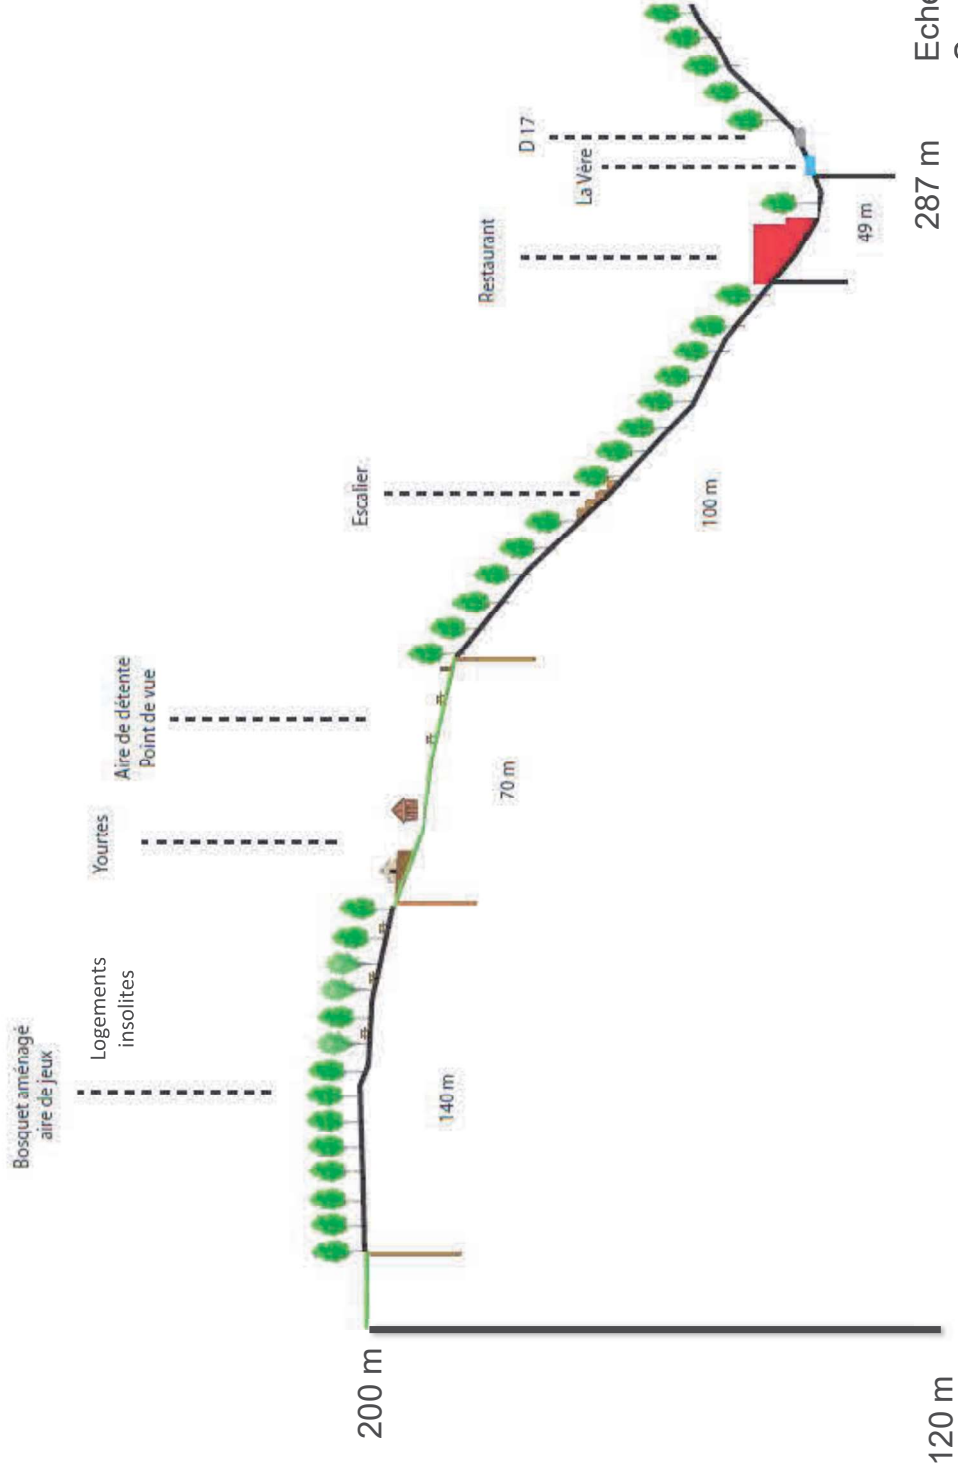 Bosquet aménagé
aire de jeux
Logements
insolites
Yourtes
Aire de détente
Point de vue
Escalier
Restaurant
La Vère
D 17
200 m
140 m
70 m
100 m
49 m
120 m
287 m